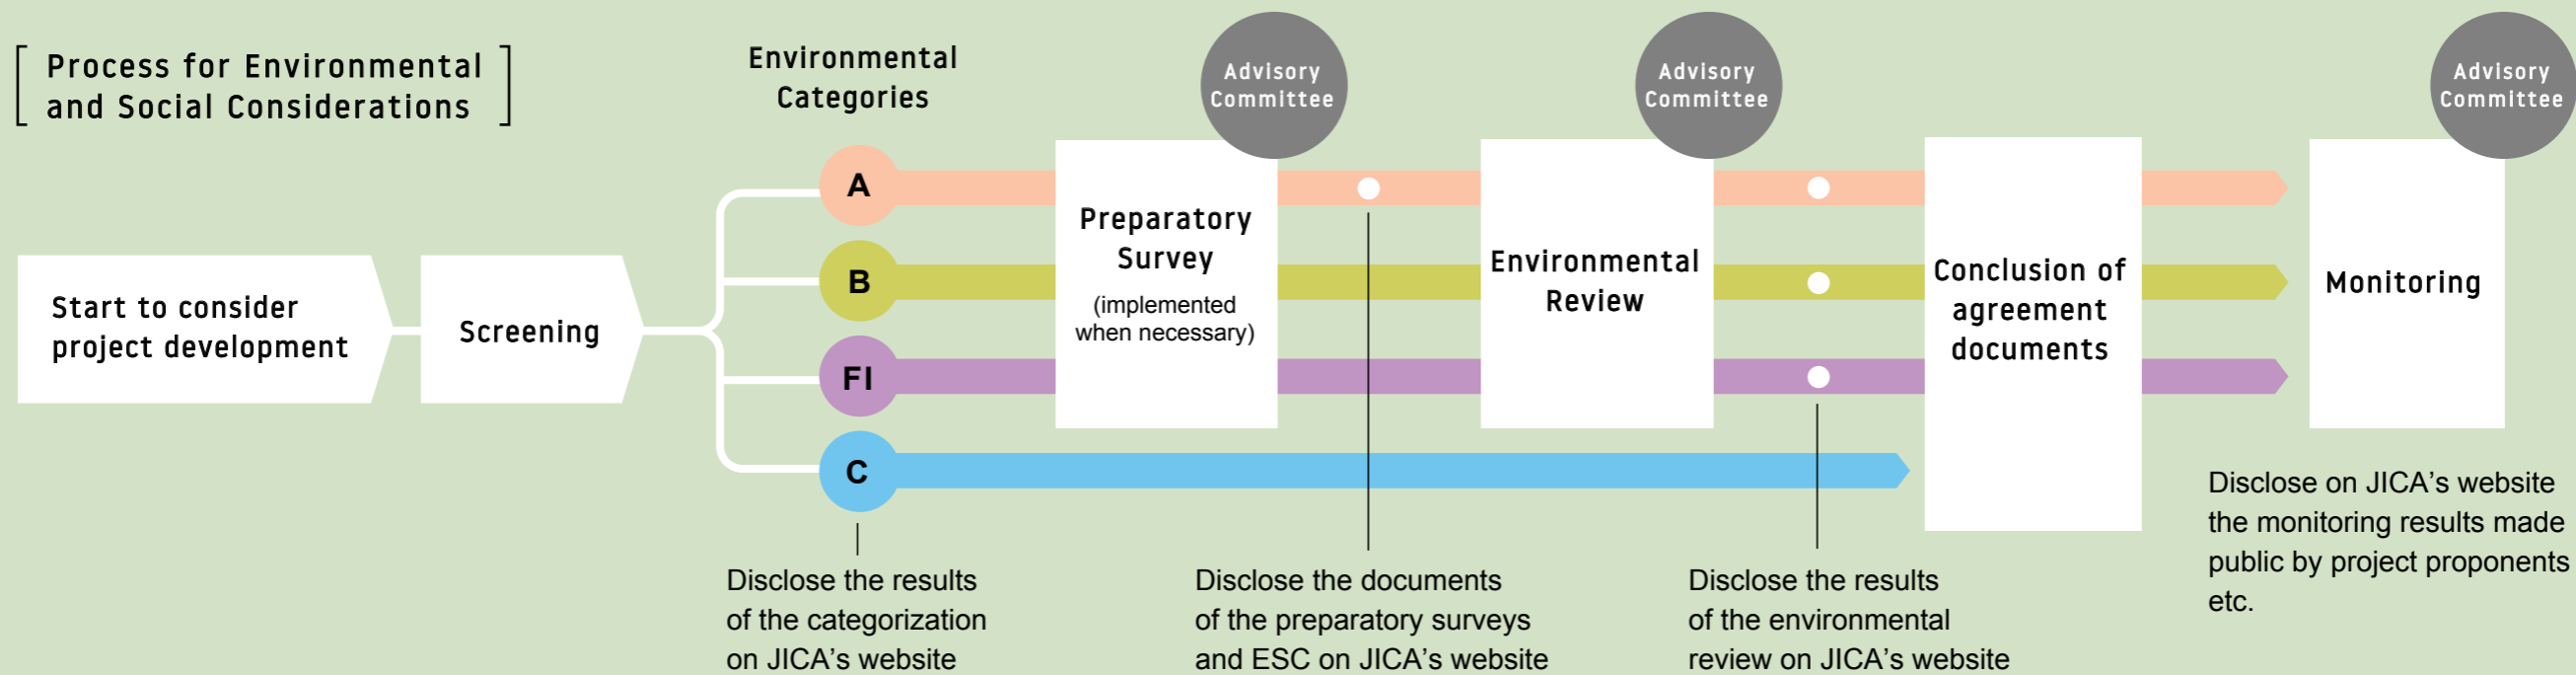 Process for Environmental
and Social Considerations
Environmental
Categories
Advisory
Committee
Advisory
Committee
Advisory
Committee
Start to consider
project development
Screening
A
B
FI
C
Preparatory
Survey
(implemented
when necessary)
Environmental
Review
Conclusion of
agreement
documents
Monitoring
Disclose the results
of the categorization
on JICA’s website
Disclose the documents
of the preparatory surveys
and ESC on JICA’s website
Disclose the results
of the environmental
review on JICA’s website
Disclose on JICA’s website
the monitoring results made
public by project proponents
etc.